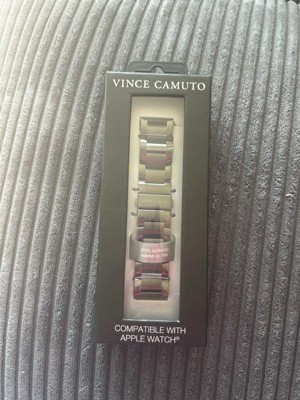 VINCE CAMUTO
COMPATIBLE WITH
APPLE WATCH®